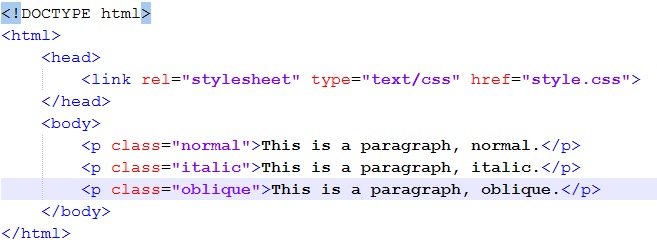 <!DOCTYPE html>
<html>
    <head>
        <link rel="stylesheet" type="text/css" href="style.css">
    </head>
    <body>
        <p class="normal">This is a paragraph, normal.</p>
        <p class="italic">This is a paragraph, italic.</p>
        <p class="oblique">This is a paragraph, oblique.</p>
    </body>
</html>